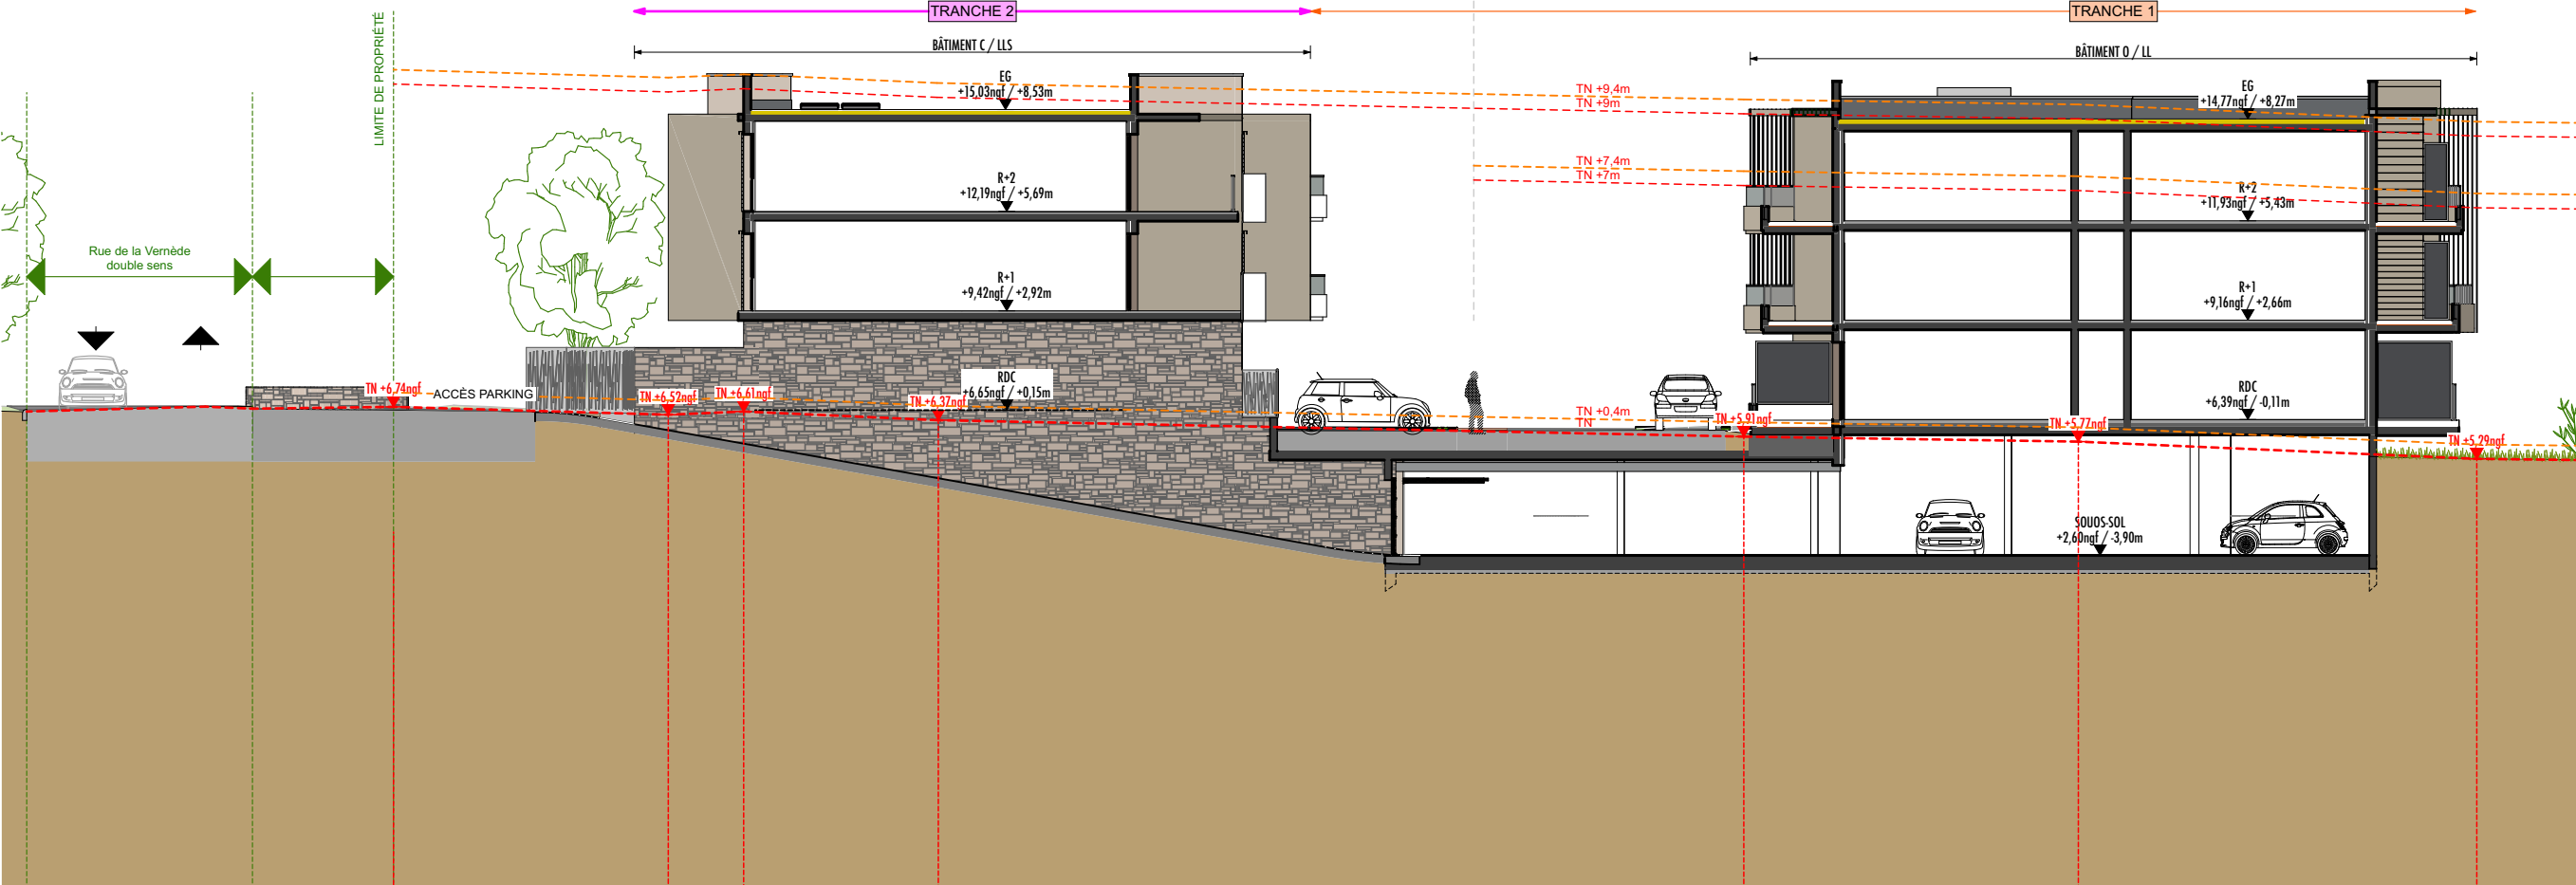 TRANCHE 2
TRANCHE 1
LIMITE DE PROPRIÉTÉ
BÂTIMENT C / LLS
BÂTIMENT O / LL
EG
+15,03ngf / +8,53m
TN +9,4m
TN +9m
EG
+14,77ngf / +8,27m
TN +7,4m
TN +7m
R+2
+12,19ngf / +5,69m
R+2
+11,93ngf / +5,43m
Rue de la Vernède
double sens
R+1
+9,42ngf / +2,92m
R+1
+9,16ngf / +2,66m
TN +6,74ngf
ACCÈS PARKING
TN +6,52ngf
TN +6,61ngf
TN +6,37ngf
RDC
+6,65ngf / +0,15m
TN +0,4m
TN
TN +5,91ngf
TN +5,77ngf
RDC
+6,39ngf / -0,11m
TN +5,29ngf
SOUOS-SOL
+2,60ngf / -3,90m